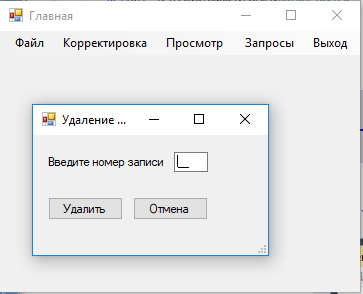 Главная
Файл Корректировка Просмотр Запросы Выход
Удаление ...
Введите номер записи
Удалить Отмена